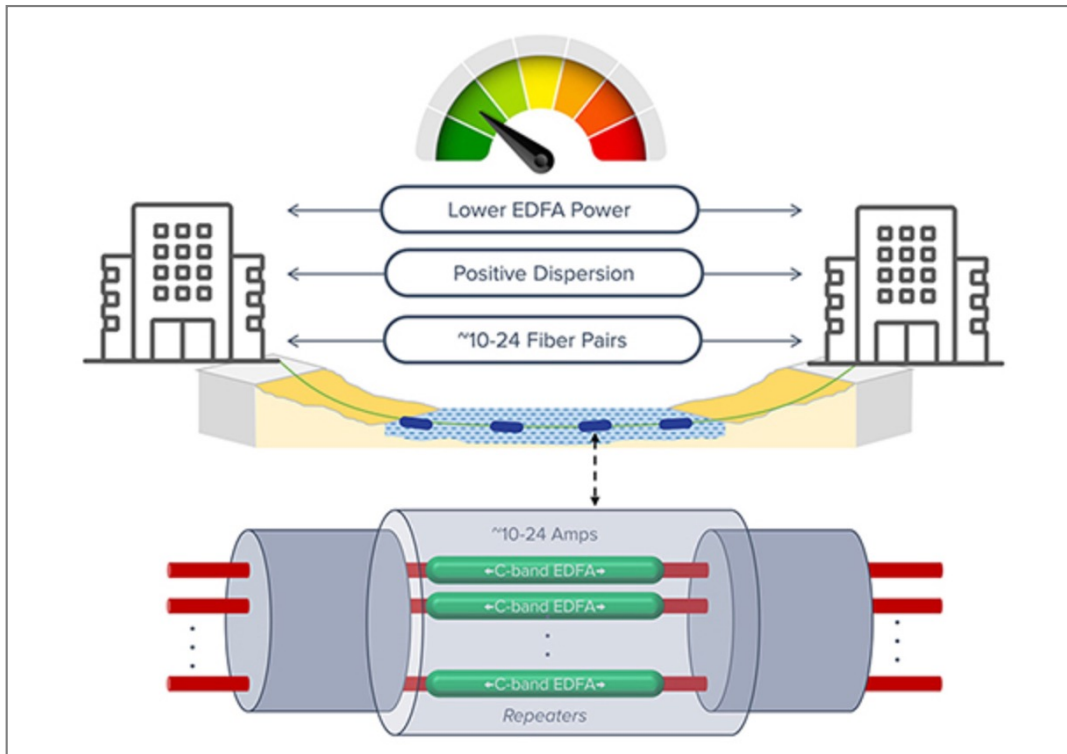 Lower EDFA Power
Positive Dispersion
~10-24 Fiber Pairs
~10-24 Amps
C-band EDFA
C-band EDFA
C-band EDFA
Repeaters